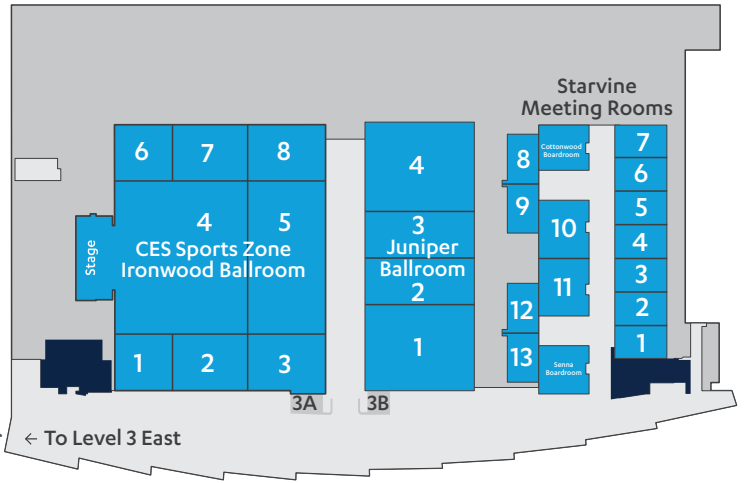 Starvine
Meeting Rooms
6
7
8
4
7
8
Cottonwood
Boardroom
6
9
5
4
5
3
10
Stage
CES Sports Zone
Ironwood Ballroom
Juniper
Ballroom
4
2
11
3
12
2
1
2
3
1
13
Senna
Boardroom
1
3A
3B
← To Level 3 East